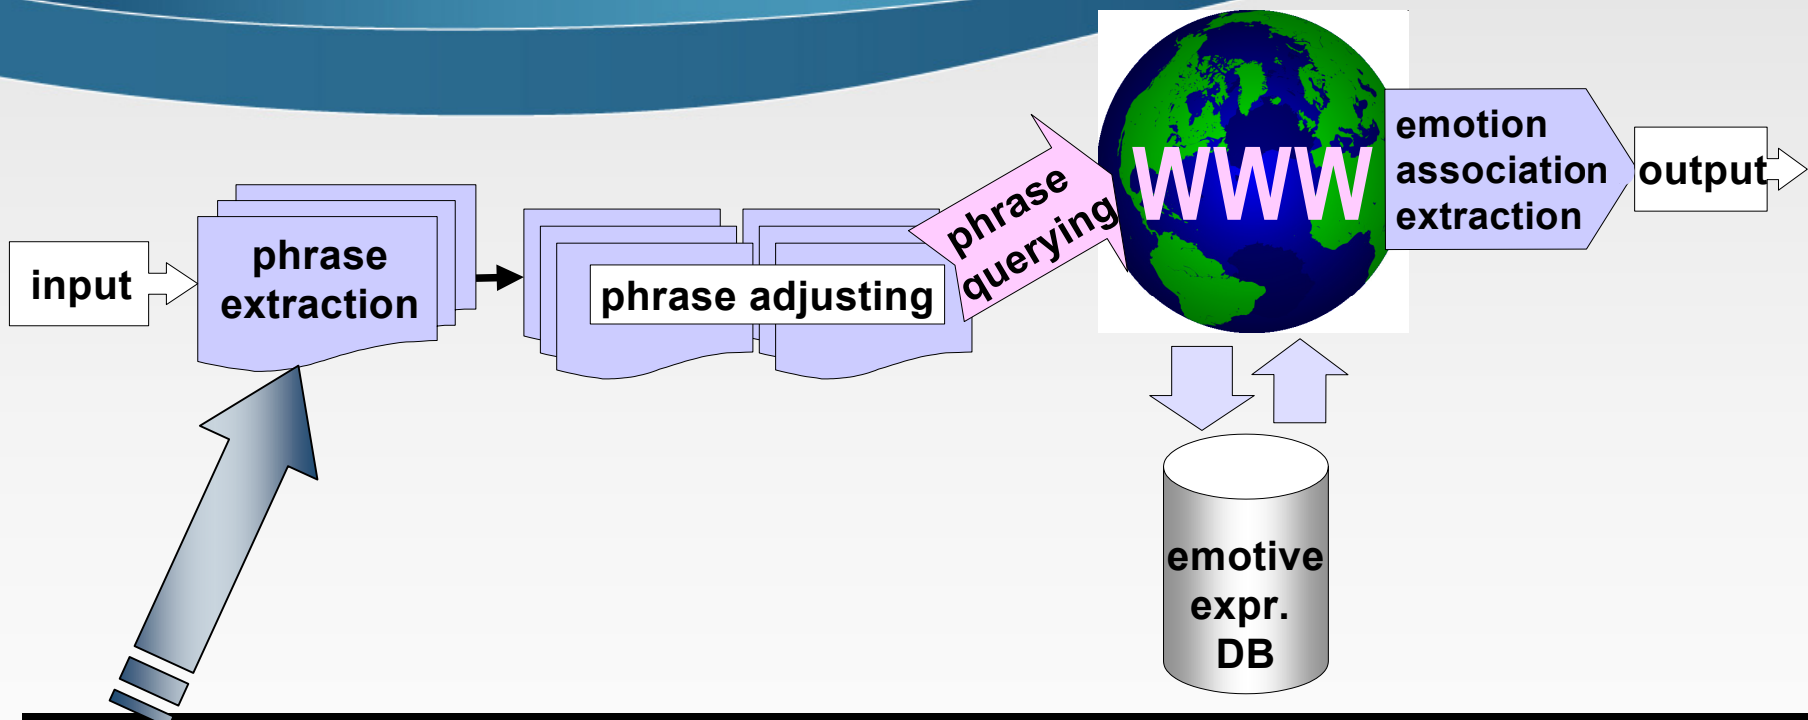 input
phrase
extraction
phrase adjusting
phrase
querying
WWW
emotion
association
extraction
output
emotive
expr.
DB